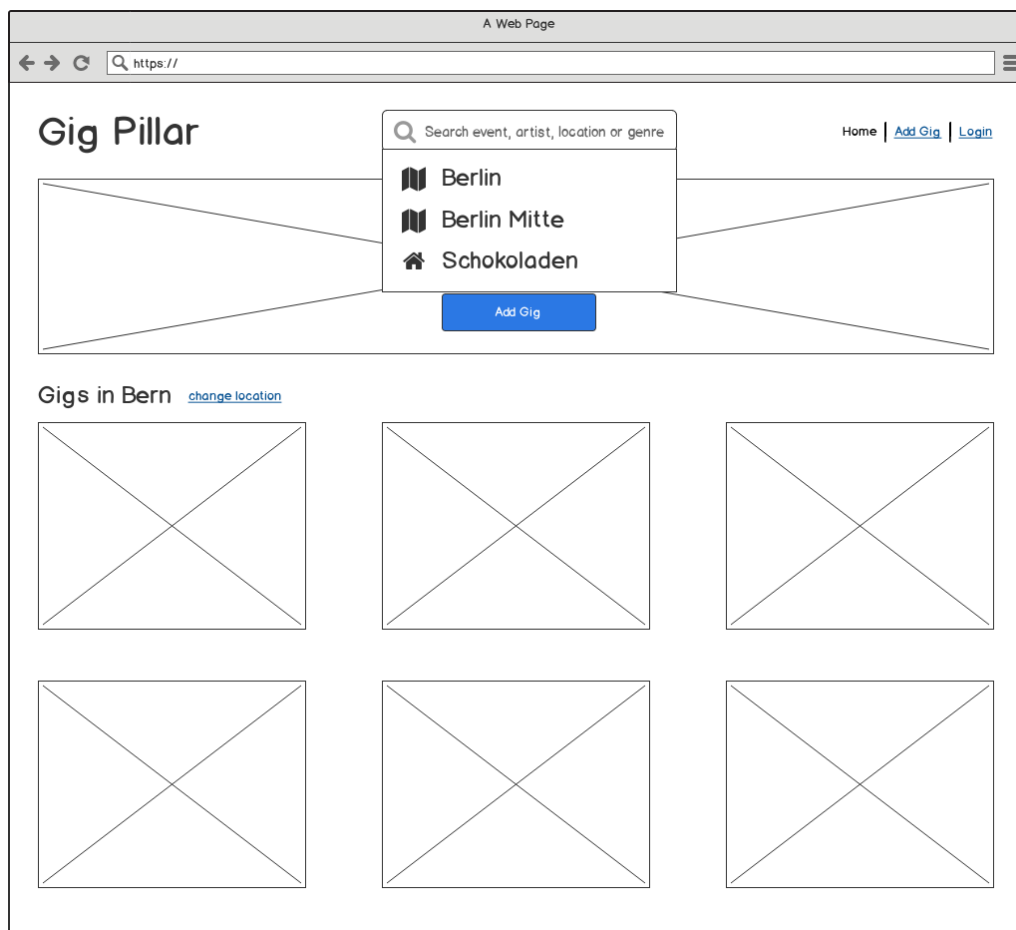 A Web Page
https://
Gig Pillar
Search event, artist, location or genre
Home | Add Gig | Login
Berlin
Berlin Mitte
Schokoladen
Add Gig
Gigs in Bern change location